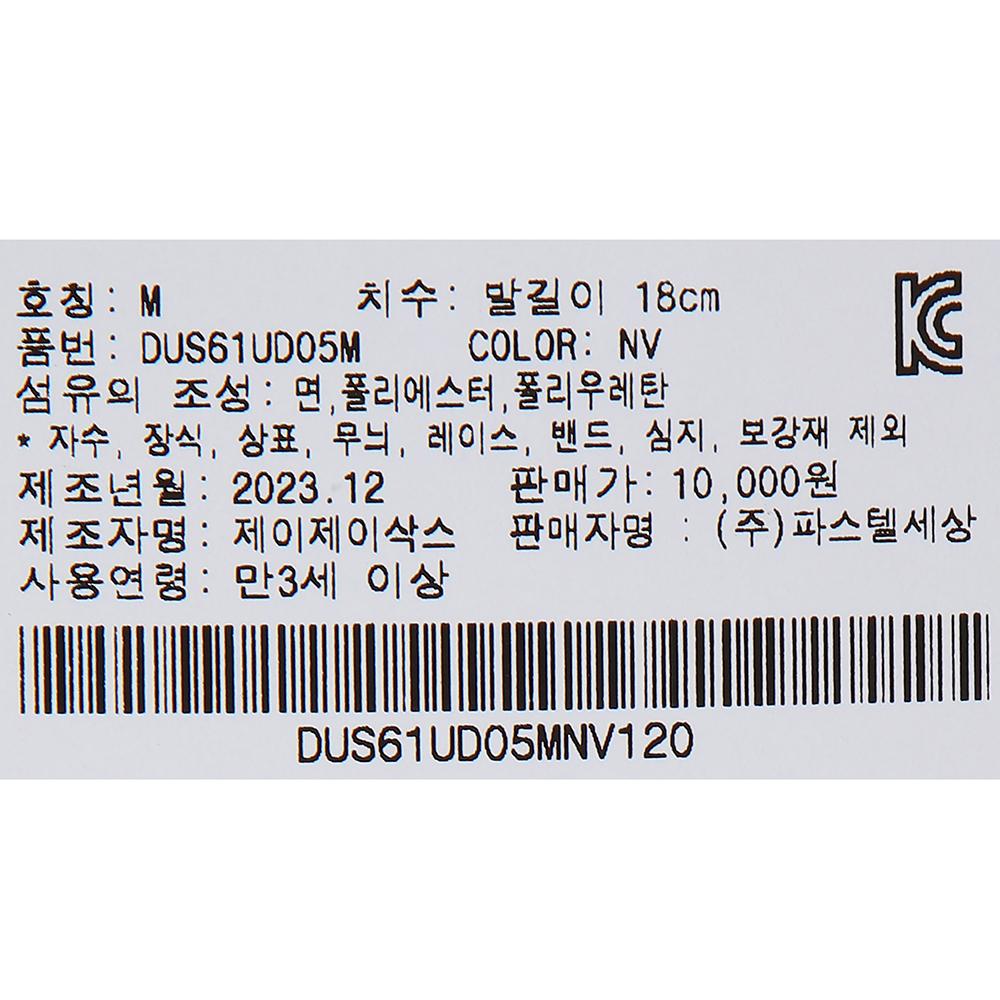 호칭: M 치수: 발길이 18cm
품번: DUS61UD05M COLOR: NV
섬유의 조성: 면,폴리에스터,폴리우레탄
* 자수, 장식, 상표, 무늬, 레이스, 밴드, 심지, 보강재 제외
제조년월: 2023.12 판매가: 10,000원
제조자명: 제이제이삭스 판매자명 : (주)파스텔세상
사용연령: 만3세 이상
DUS61UD05MNV120
KC